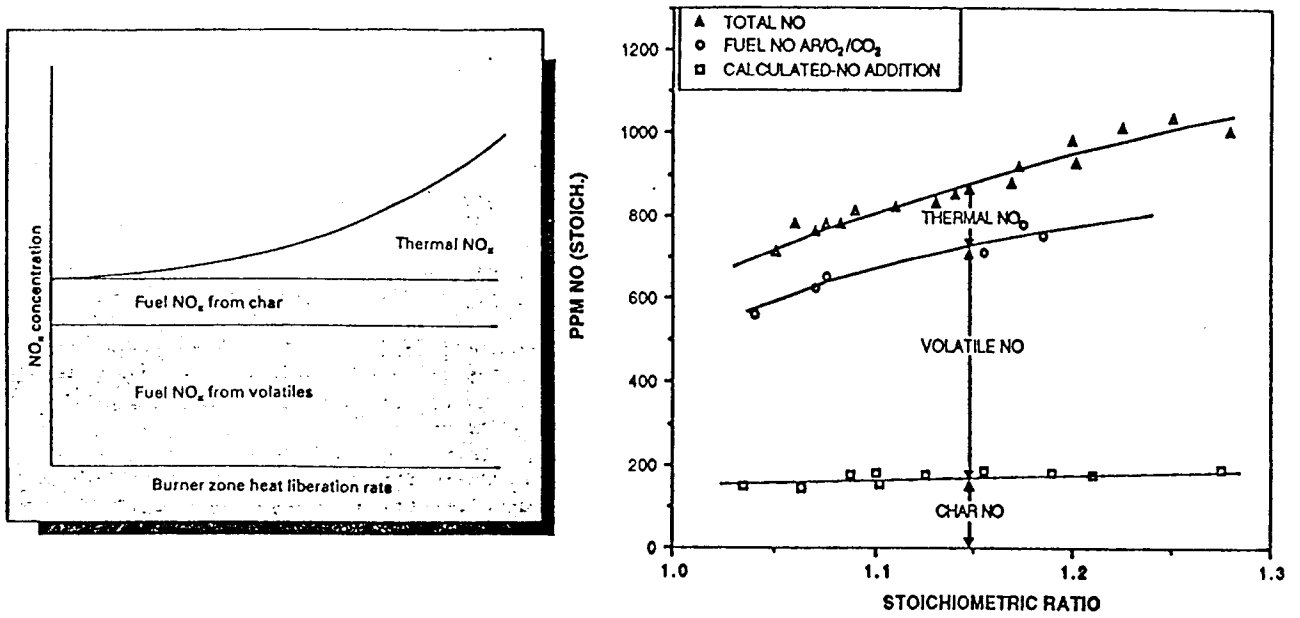 NOₓ concentration
Thermal NOₓ
Fuel NOₓ from char
Fuel NOₓ from volatiles
Burner zone heat liberation rate
PPM NO (STOICH.)
▲ TOTAL NO
○ FUEL NO AR/O₂/CO₂
□ CALCULATED-NO ADDITION
1200
1000
800
600
400
200
0
THERMAL NO
VOLATILE NO
CHAR NO
1.0 1.1 1.2 1.3
STOICHIOMETRIC RATIO